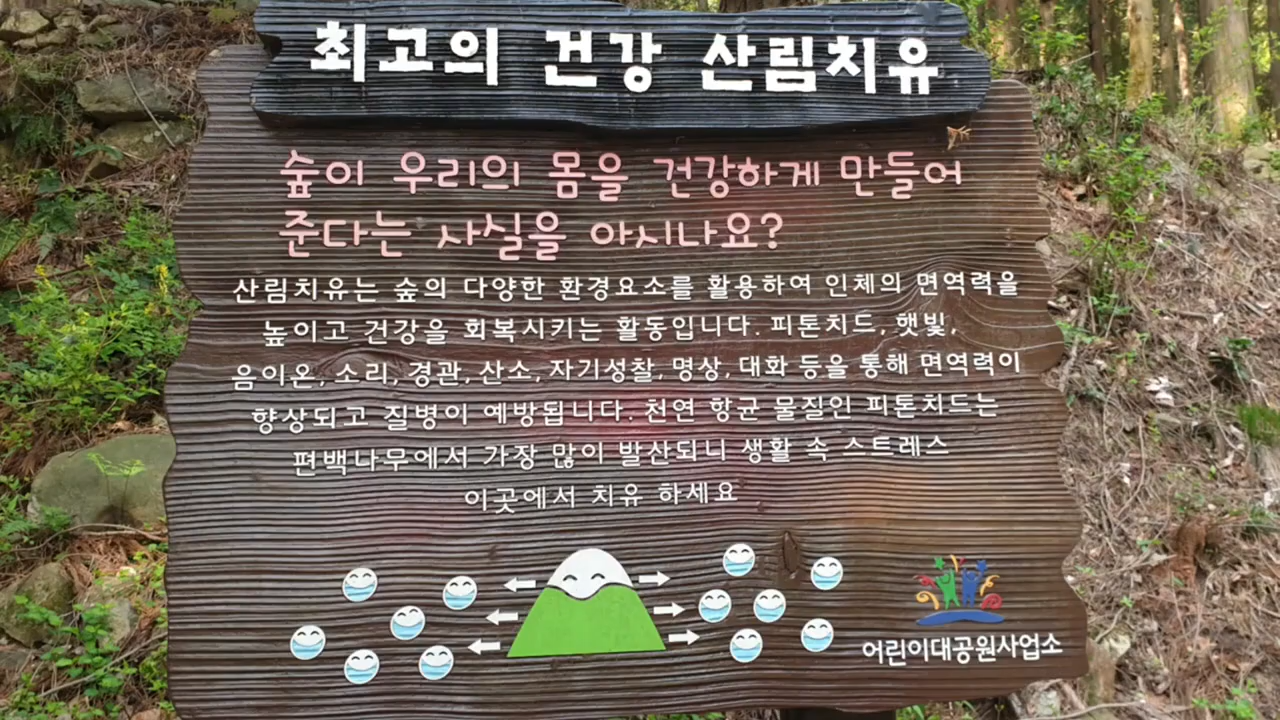 최고의 건강 산림치유
숲이 우리의 몸을 건강하게 만들어
준다는 사실을 아시나요?
산림치유는 숲의 다양한 환경요소를 활용하여 인체의 면역력을
높이고 건강을 회복시키는 활동입니다. 피톤치드, 햇빛,
음이온, 소리, 경관, 산소, 자기성찰, 명상, 대화 등을 통해 면역력이
향상되고 질병이 예방됩니다. 천연 항균 물질인 피톤치드는
편백나무에서 가장 많이 발산되니 생활 속 스트레스
이곳에서 치유 하세요
어린이대공원사업소